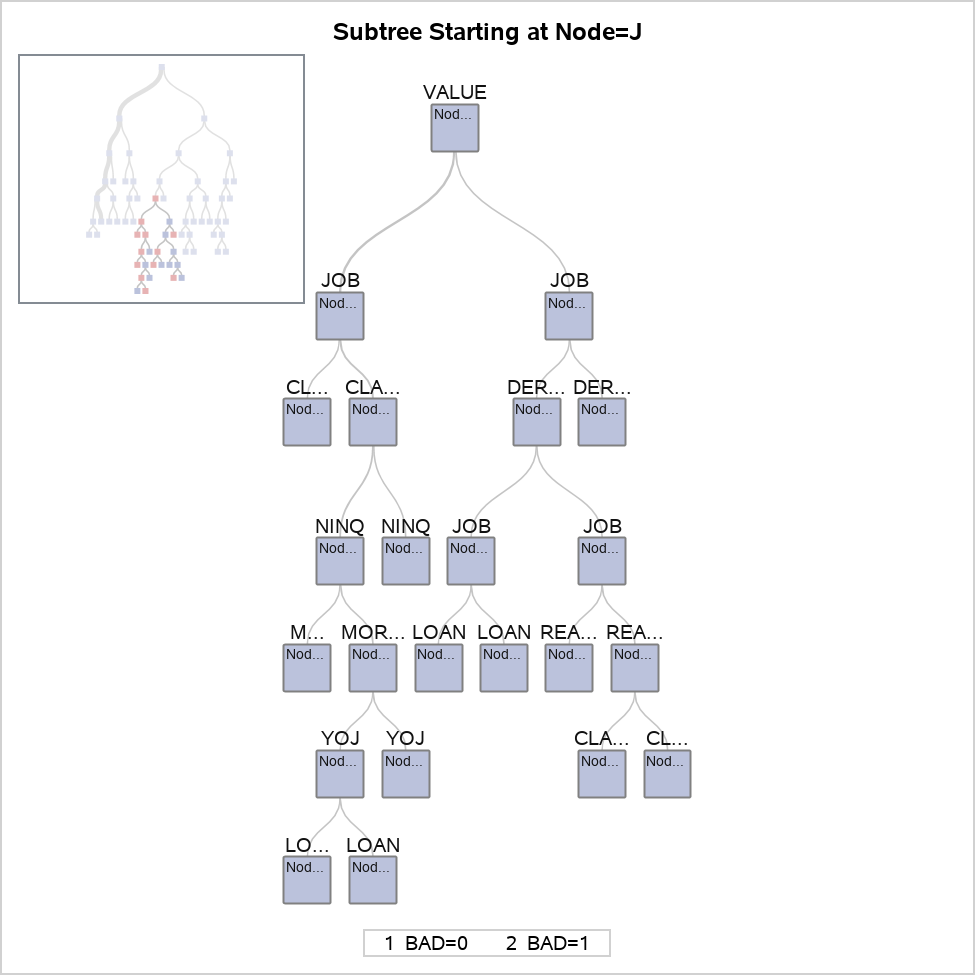 Subtree Starting at Node=J
VALUE
Nod...
JOB JOB
Nod... Nod...
CL... CLA... DER... DER...
Nod... Nod... Nod... Nod...
NINQ NINQ JOB JOB
Nod... Nod... Nod... Nod...
M... MOR... LOAN LOAN REA... REA...
Nod... Nod... Nod... Nod... Nod... Nod...
YOJ YOJ CLA... CL...
Nod... Nod... Nod... Nod...
LO... LOAN
Nod... Nod...
1 BAD=0 2 BAD=1